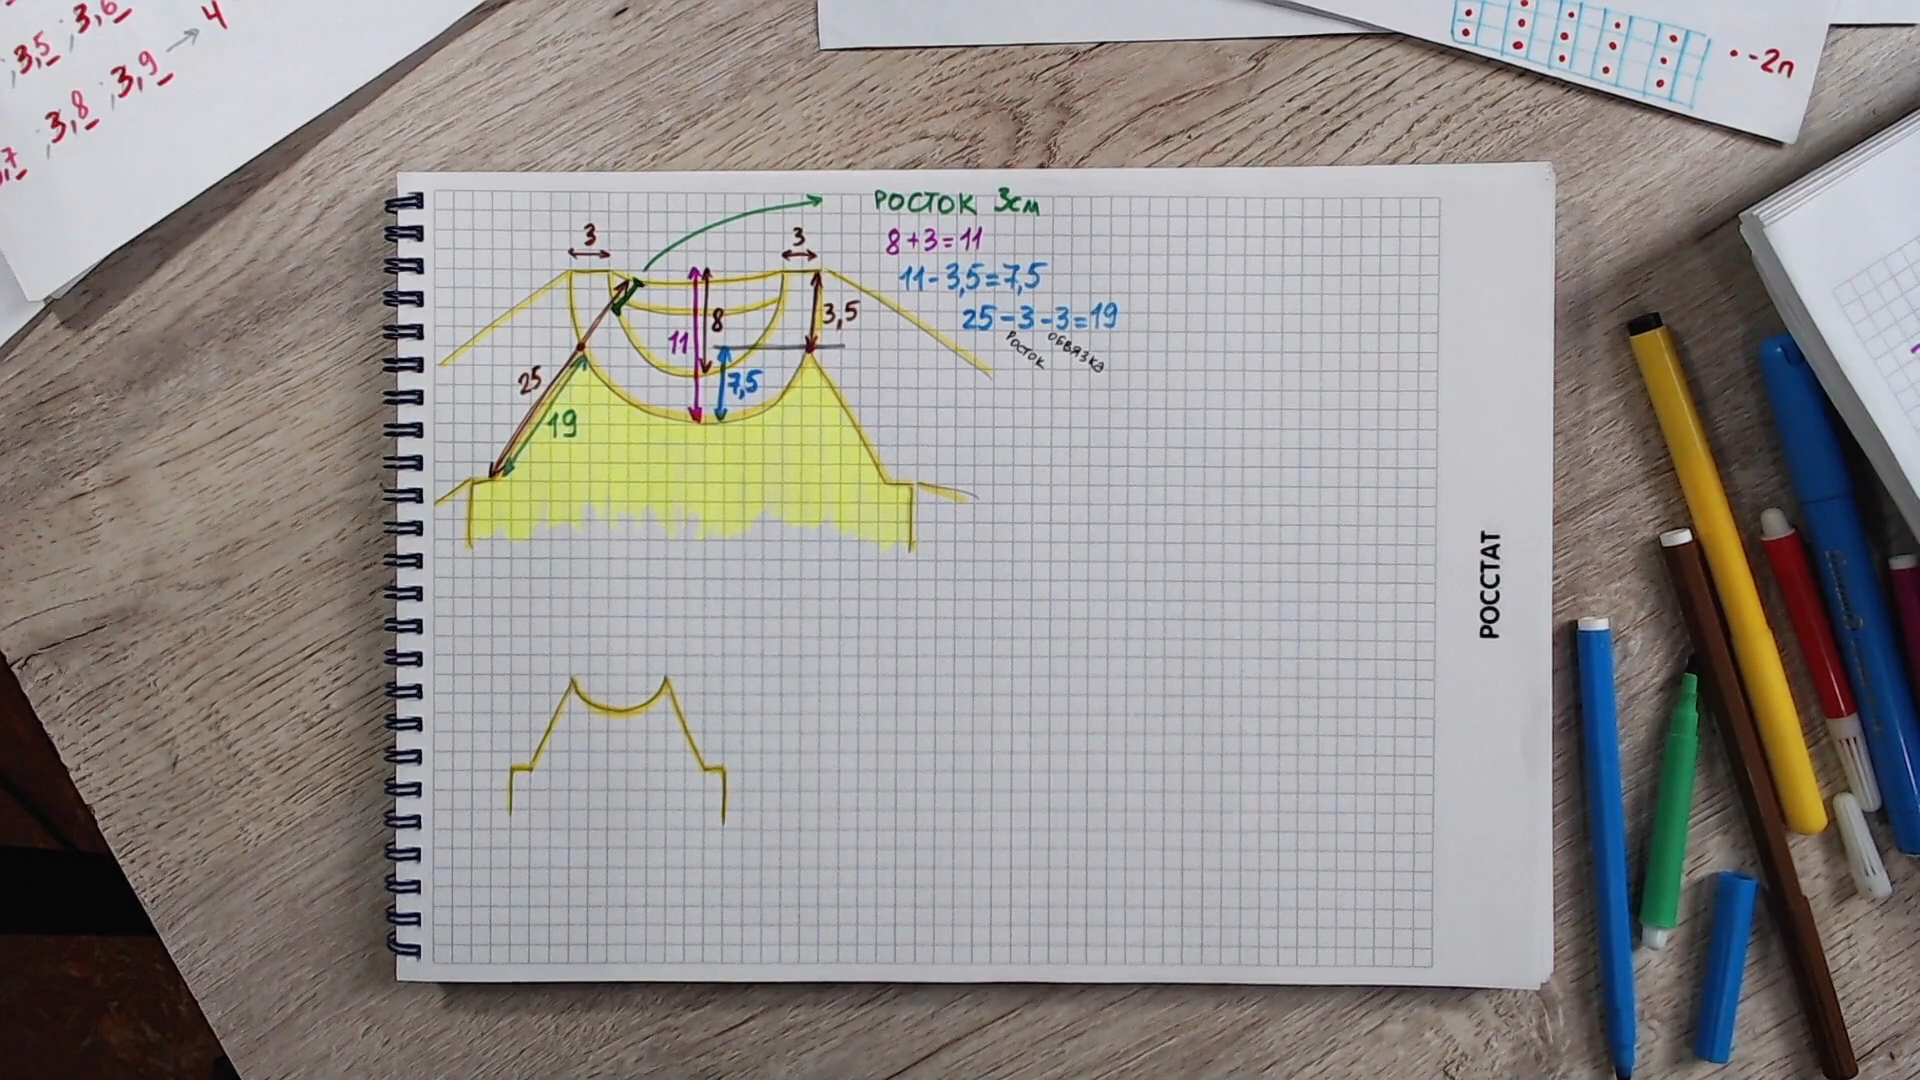 ; 3,5 ; 3,6
; 3,8 ; 3,9 → 4
• -2п
РОСТОК 3см
8+3=11
11-3,5=7,5
25-3-3=19
РОСТОК ОБВЯЗКА
3
3
8
3,5
11
7,5
25
19
РОССТАТ